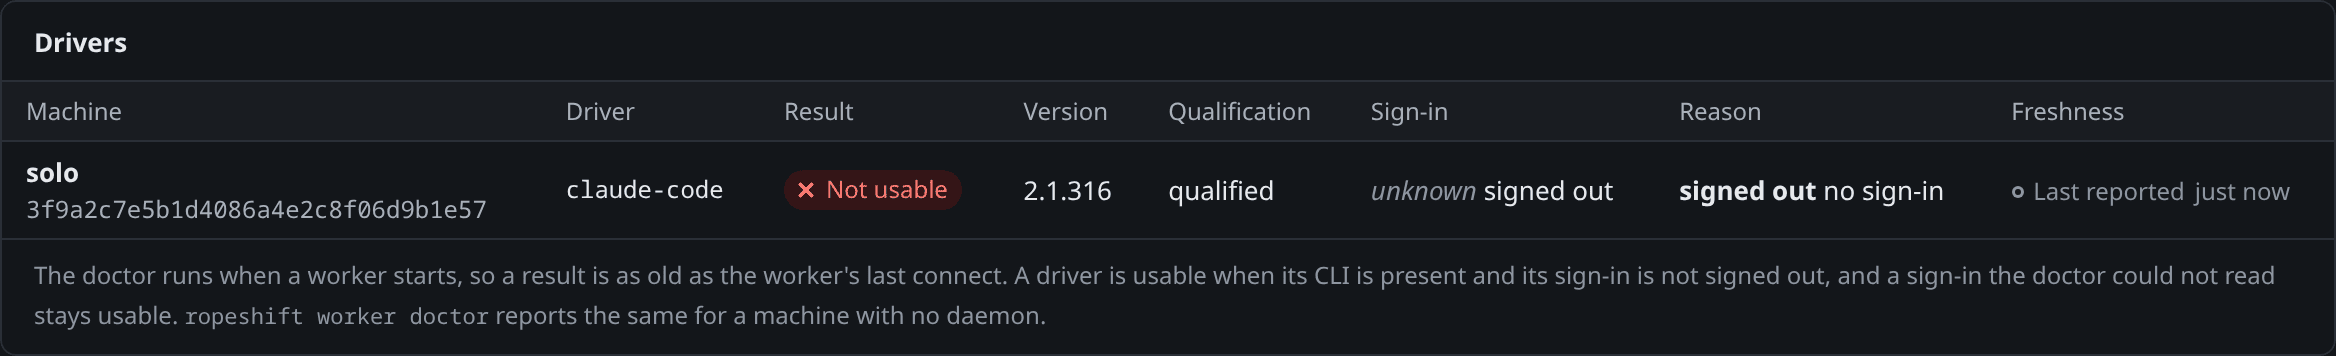 Drivers
Machine Driver Result Version Qualification Sign-in Reason Freshness
solo
3f9a2c7e5b1d4086a4e2c8f06d9b1e57 claude-code Not usable 2.1.316 qualified unknown signed out signed out no sign-in Last reported just now
The doctor runs when a worker starts, so a result is as old as the worker's last connect. A driver is usable when its CLI is present and its sign-in is not signed out, and a sign-in the doctor could not read
stays usable. ropeshift worker doctor reports the same for a machine with no daemon.